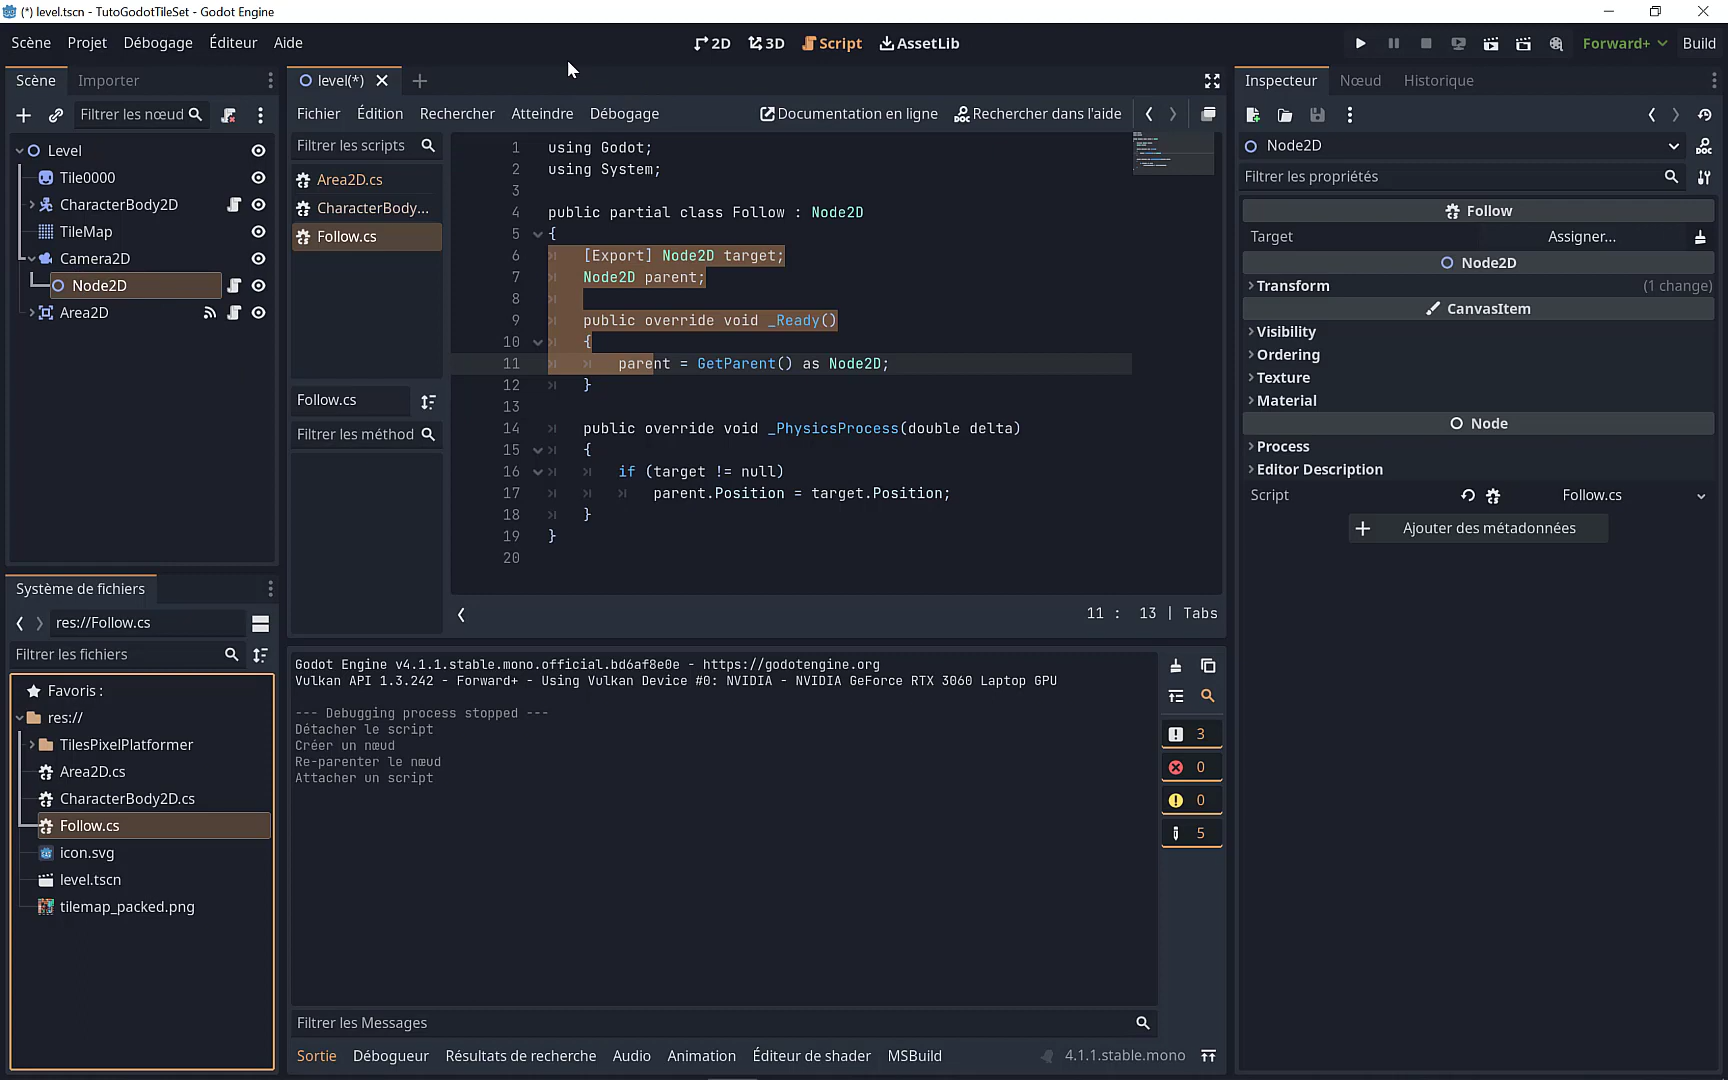 (*) level.tscn - TutoGodotTileSet - Godot Engine
Scène Projet Débogage Éditeur Aide
2D 3D Script AssetLib
Forward+ Build
Scène Importer
Filtrer les nœud
Level
Tile0000
CharacterBody2D
TileMap
Camera2D
Node2D
Area2D
level(*)
Fichier Édition Rechercher Atteindre Débogage
Documentation en ligne Rechercher dans l'aide
Filtrer les scripts
Area2D.cs
CharacterBody...
Follow.cs
Follow.cs
Filtrer les méthod
1 using Godot;
2 using System;
3
4 public partial class Follow : Node2D
5 {
6 [Export] Node2D target;
7 Node2D parent;
8
9 public override void _Ready()
10 {
11 parent = GetParent() as Node2D;
12 }
13
14 public override void _PhysicsProcess(double delta)
15 {
16 if (target != null)
17 parent.Position = target.Position;
18 }
19 }
20
11 : 13 | Tabs
Système de fichiers
res://Follow.cs
Filtrer les fichiers
Favoris :
res://
TilesPixelPlatformer
Area2D.cs
CharacterBody2D.cs
Follow.cs
icon.svg
level.tscn
tilemap_packed.png
Godot Engine v4.1.1.stable.mono.official.bd6af8e0e - https://godotengine.org
Vulkan API 1.3.242 - Forward+ - Using Vulkan Device #0: NVIDIA - NVIDIA GeForce RTX 3060 Laptop GPU
--- Debugging process stopped ---
Détacher le script
Créer un nœud
Re-parenter le nœud
Attacher un script
3
0
0
5
Filtrer les Messages
Sortie Débogueur Résultats de recherche Audio Animation Éditeur de shader MSBuild
4.1.1.stable.mono
Inspecteur Nœud Historique
Node2D
DOC
Filtrer les propriétés
Follow
Target Assigner...
Node2D
Transform (1 change)
CanvasItem
Visibility
Ordering
Texture
Material
Node
Process
Editor Description
Script Follow.cs
Ajouter des métadonnées